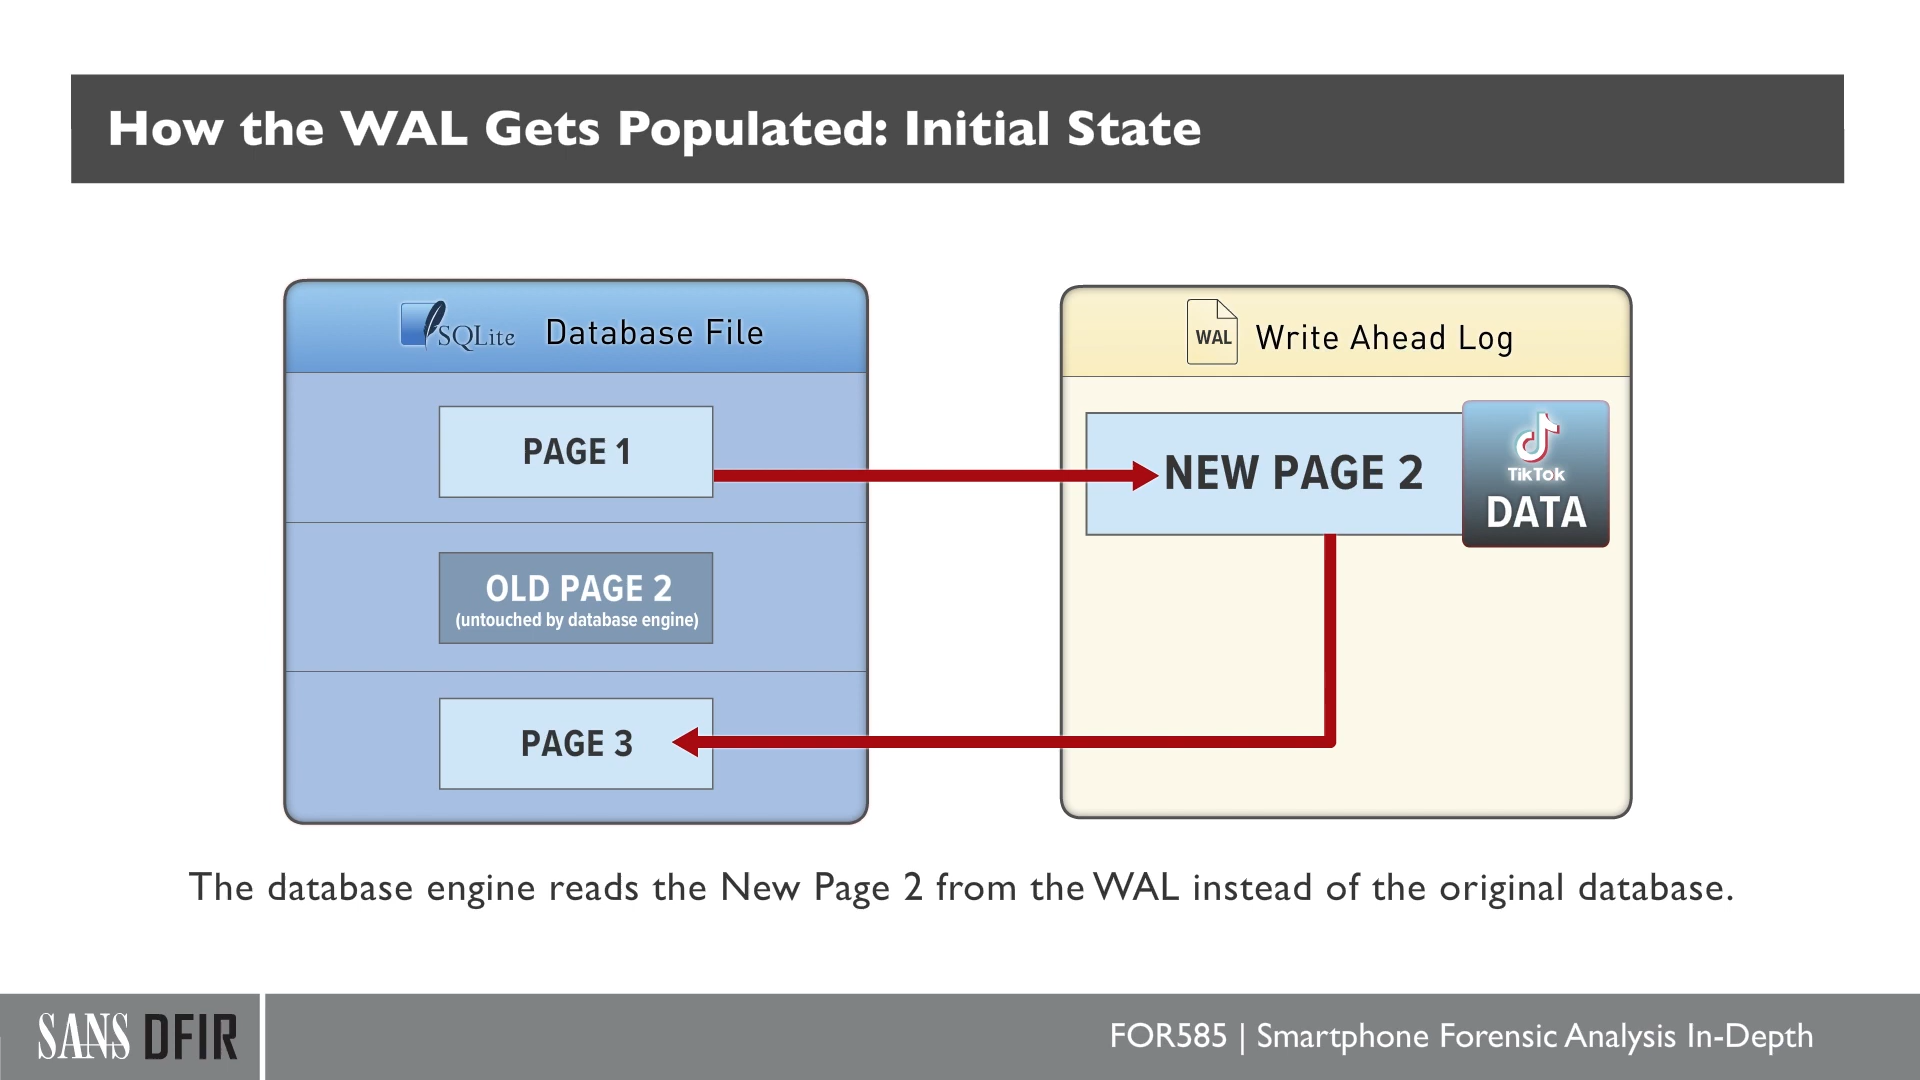 How the WAL Gets Populated: Initial State
SQLite Database File
PAGE 1
OLD PAGE 2
(untouched by database engine)
PAGE 3
WAL Write Ahead Log
NEW PAGE 2
TikTok
DATA
The database engine reads the New Page 2 from the WAL instead of the original database.
SANS DFIR
FOR585 | Smartphone Forensic Analysis In-Depth